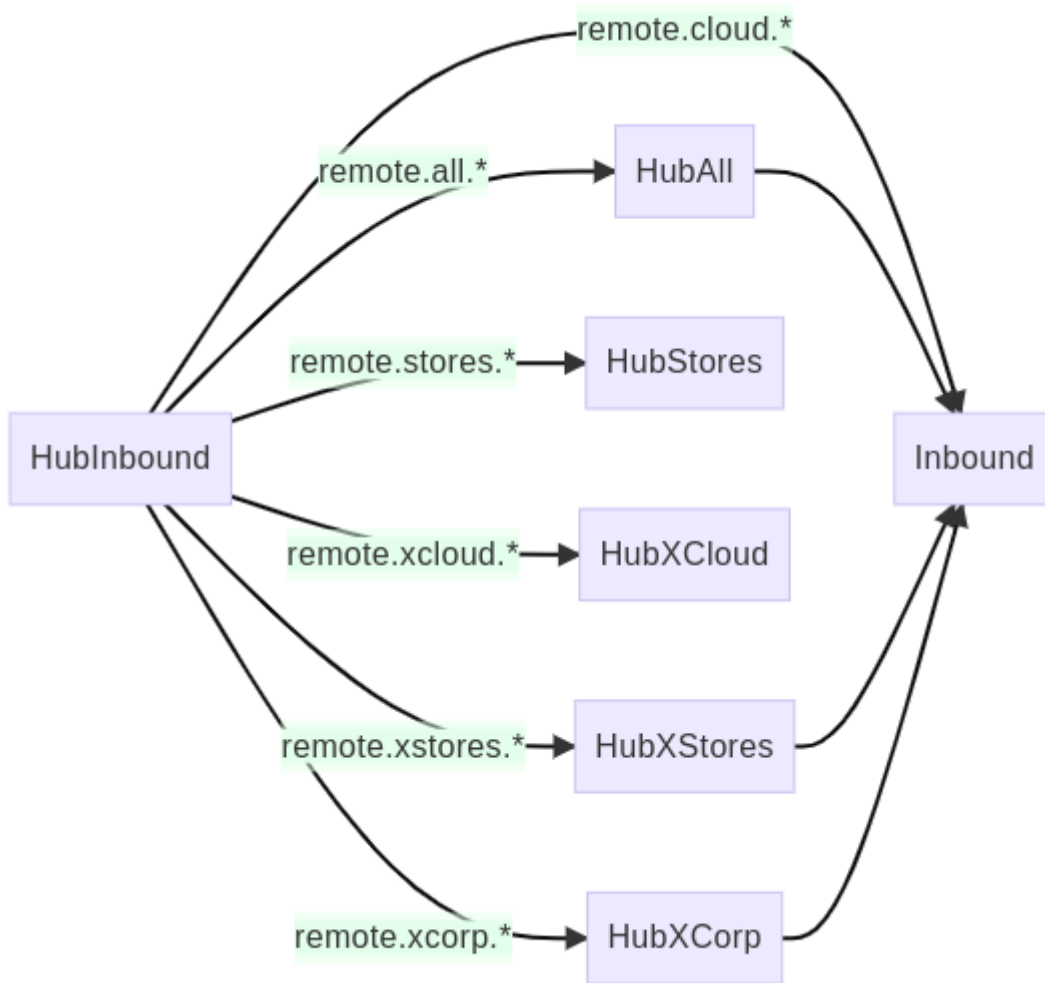 remote.cloud.*
remote.all.*
HubAll
remote.stores.*
HubStores
HubInbound
Inbound
remote.xcloud.*
HubXCloud
remote.xstores.*
HubXStores
remote.xcorp.*
HubXCorp